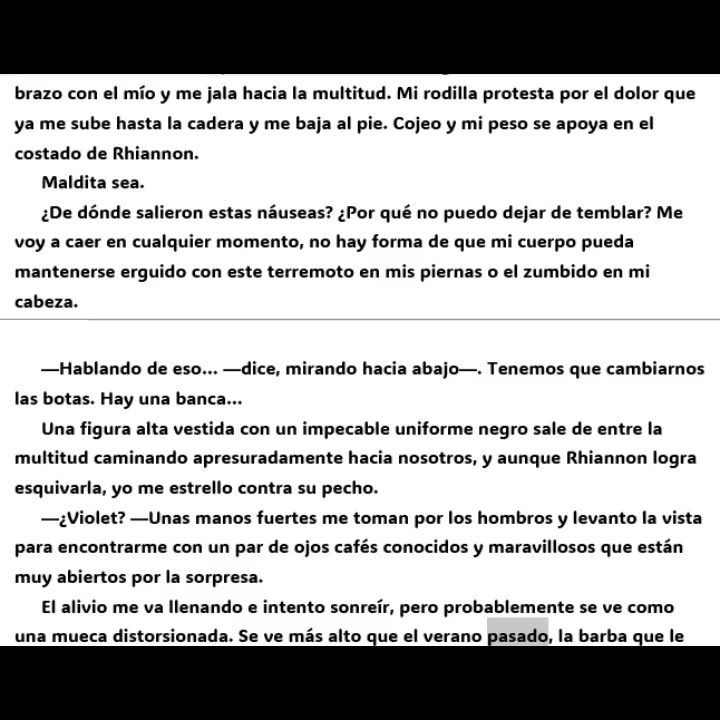 brazo con el mío y me jala hacia la multitud. Mi rodilla protesta por el dolor que
ya me sube hasta la cadera y me baja al pie. Cojeo y mi peso se apoya en el
costado de Rhiannon.
Maldita sea.
¿De dónde salieron estas náuseas? ¿Por qué no puedo dejar de temblar? Me
voy a caer en cualquier momento, no hay forma de que mi cuerpo pueda
mantenerse erguido con este terremoto en mis piernas o el zumbido en mi
cabeza.
—Hablando de eso... —dice, mirando hacia abajo—. Tenemos que cambiarnos
las botas. Hay una banca...
Una figura alta vestida con un impecable uniforme negro sale de entre la
multitud caminando apresuradamente hacia nosotros, y aunque Rhiannon logra
esquivarla, yo me estrello contra su pecho.
—¿Violet? —Unas manos fuertes me toman por los hombros y levanto la vista
para encontrarme con un par de ojos cafés conocidos y maravillosos que están
muy abiertos por la sorpresa.
El alivio me va llenando e intento sonreír, pero probablemente se ve como
una mueca distorsionada. Se ve más alto que el verano pasado, la barba que le